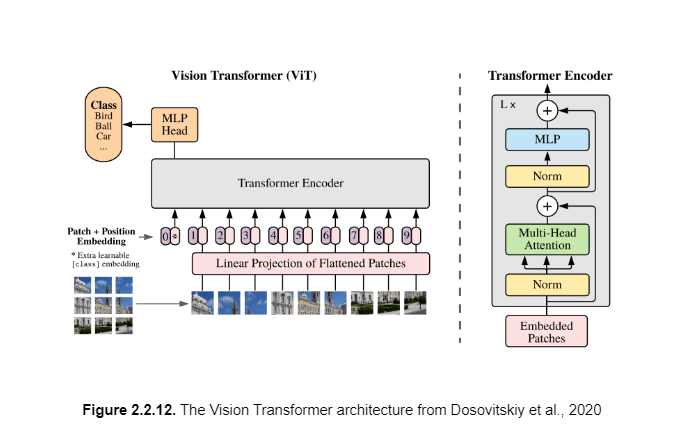 Vision Transformer (ViT)
Class
Bird
Ball
Car
...
MLP
Head
Transformer Encoder
Patch + Position
Embedding
0 * 1 2 3 4 5 6 7 8 9
* Extra learnable
[class] embedding
Linear Projection of Flattened Patches
Transformer Encoder
L x
+
MLP
Norm
+
Multi-Head
Attention
Norm
Embedded
Patches
Figure 2.2.12. The Vision Transformer architecture from Dosovitskiy et al., 2020